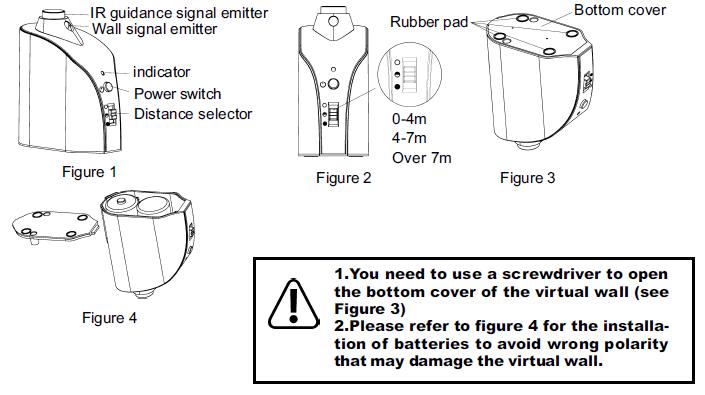 IR guidance signal emitter
Wall signal emitter
indicator
Power switch
Distance selector
Figure 1
0-4m
4-7m
Over 7m
Figure 2
Rubber pad
Bottom cover
Figure 3
Figure 4
1.You need to use a screwdriver to open
the bottom cover of the virtual wall (see
Figure 3)
2.Please refer to figure 4 for the installa-
tion of batteries to avoid wrong polarity
that may damage the virtual wall.